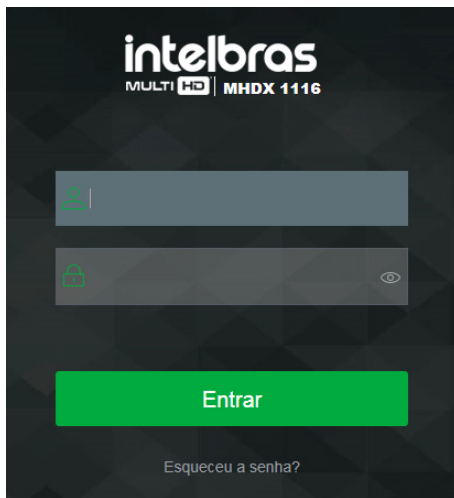 intelbras
MULTI HD MHDX 1116
Entrar
Esqueceu a senha?